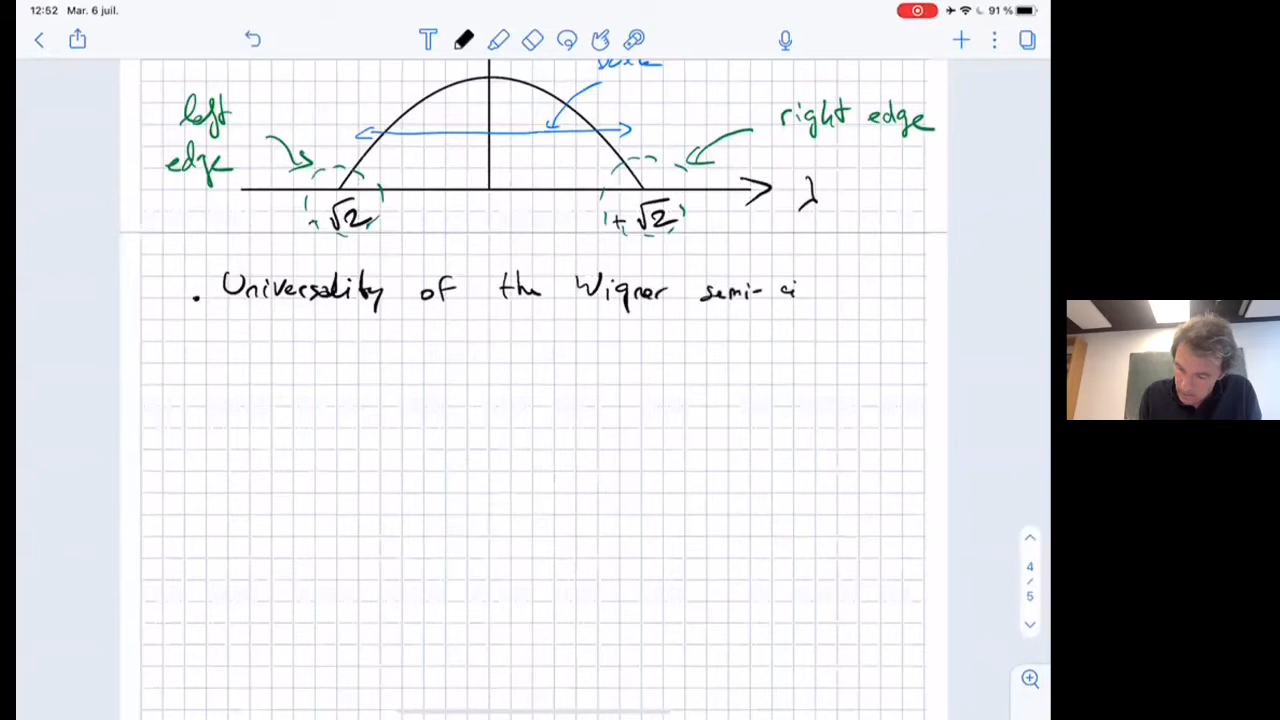 12:52 Mar. 6 juil.
91 %
left
edge
right edge
- √2
+ √2
λ
. Universality of the Wigner semi- ci
4
/
5